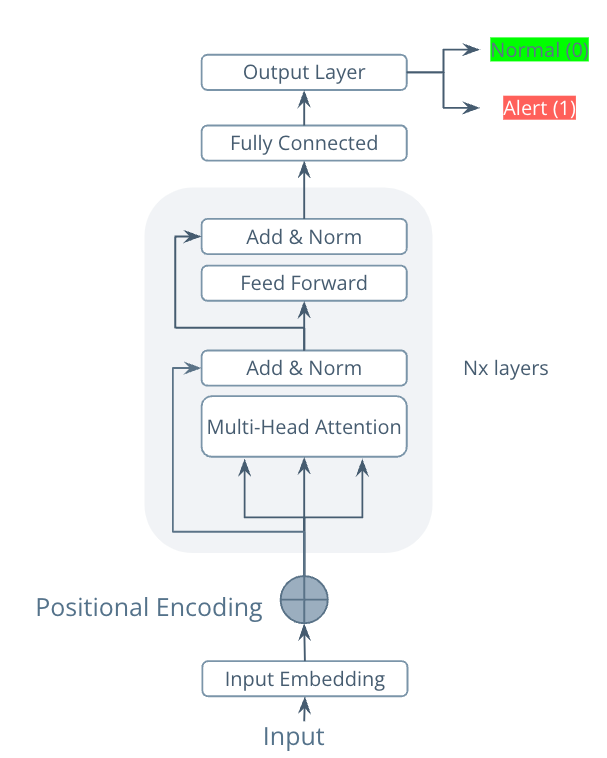 Normal (0)
Output Layer
Alert (1)
Fully Connected
Add & Norm
Feed Forward
Add & Norm
Nx layers
Multi-Head Attention
Positional Encoding
Input Embedding
Input